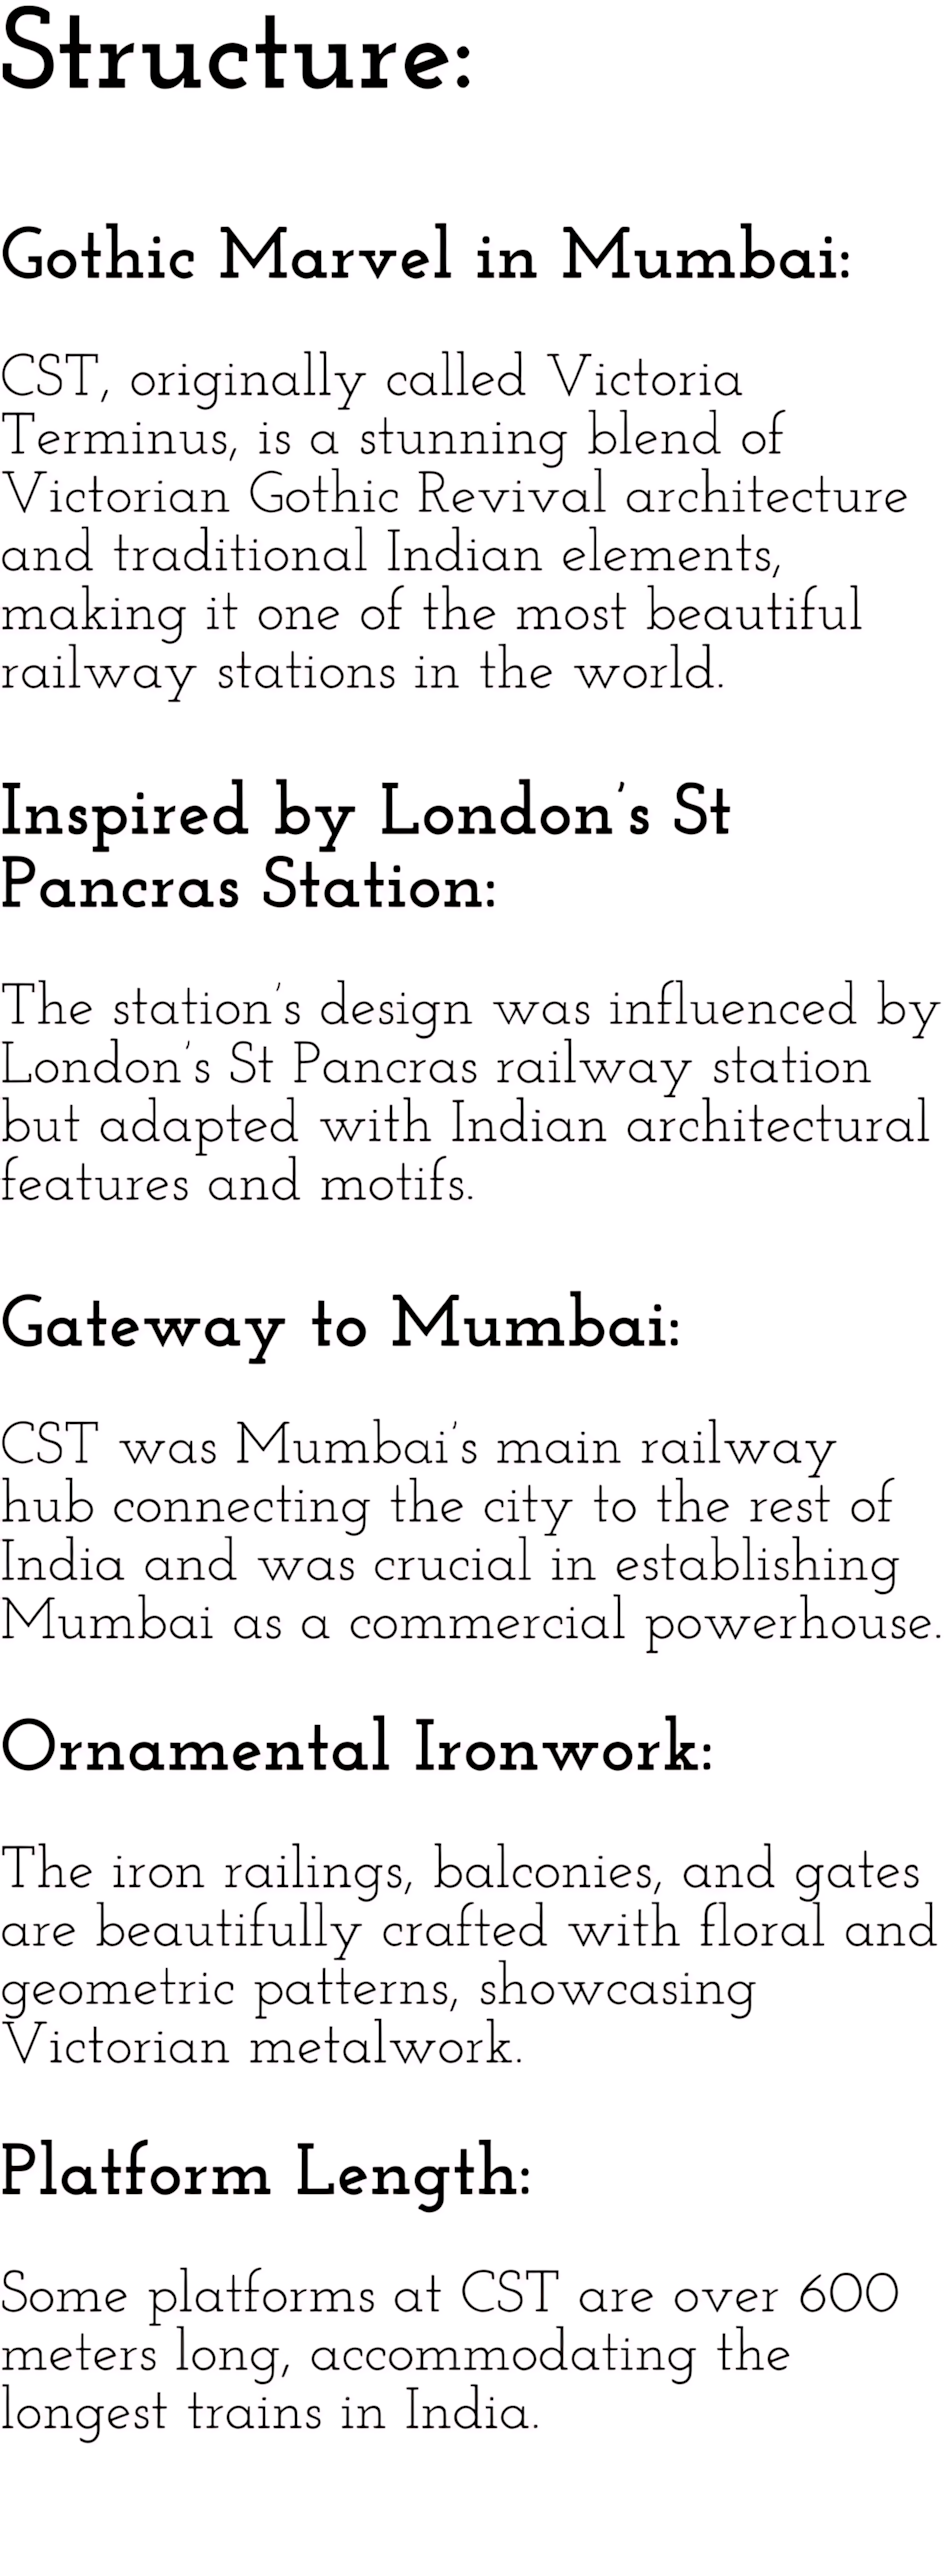 Structure:
Gothic Marvel in Mumbai:
CST, originally called Victoria
Terminus, is a stunning blend of
Victorian Gothic Revival architecture
and traditional Indian elements,
making it one of the most beautiful
railway stations in the world.
Inspired by London's St
Pancras Station:
The station's design was influenced by
London's St Pancras railway station
but adapted with Indian architectural
features and motifs.
Gateway to Mumbai:
CST was Mumbai's main railway
hub connecting the city to the rest of
India and was crucial in establishing
Mumbai as a commercial powerhouse.
Ornamental Ironwork:
The iron railings, balconies, and gates
are beautifully crafted with floral and
geometric patterns, showcasing
Victorian metalwork.
Platform Length:
Some platforms at CST are over 600
meters long, accommodating the
longest trains in India.